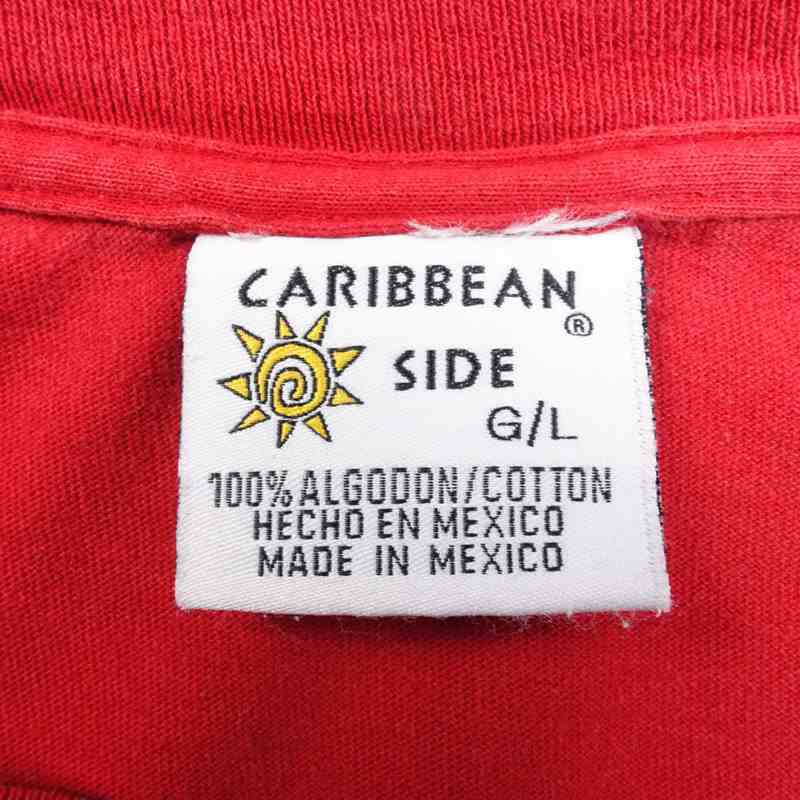 CARIBBEAN
®
SIDE
G/L
100% ALGODON/COTTON
HECHO EN MEXICO
MADE IN MEXICO